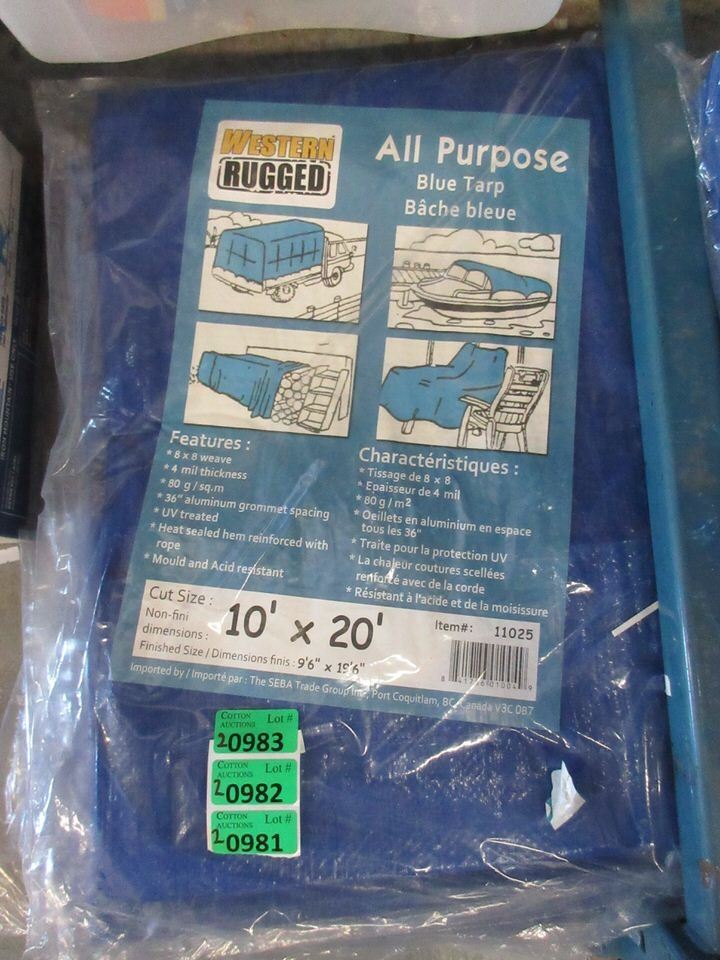 WESTERN
RUGGED
All Purpose
Blue Tarp
Bâche bleue
Features :
* 8 x 8 weave
* 4 mil thickness
* 80 g / sq.m
* 36" aluminum grommet spacing
* UV treated
* Heat sealed hem reinforced with
rope
* Mould and Acid resistant
Charactéristiques :
* Tissage de 8 x 8
* Epaisseur de 4 mil
* 80 g / m2
* Oeillets en aluminium en espace
tous les 36"
* Traite pour la protection UV
* La chaleur coutures scellées
renforcé avec de la corde
* Résistant à l'acide et de la moisissure
Cut Size :
Non-fini
dimensions :
10' x 20'
Finished Size / Dimensions finis : 9'6" x 19'6"
Item#: 11025
Imported by / Importé par : The SEBA Trade Group Inc., Port Coquitlam, BC, Canada V3C 0B7
COTTON
AUCTIONS Lot #
20983
COTTON
AUCTIONS Lot #
20982
COTTON
AUCTIONS Lot #
20981